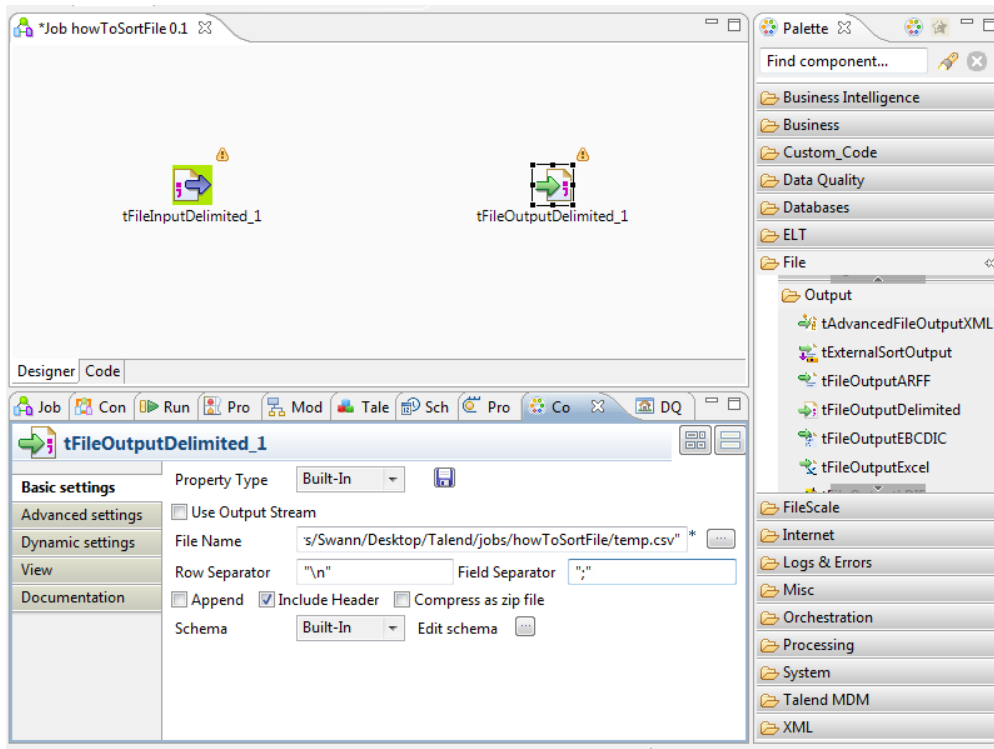 *Job howToSortFile 0.1
tFileInputDelimited_1
tFileOutputDelimited_1
Designer Code
Job Con Run Pro Mod Tale Sch Pro Co DQ
tFileOutputDelimited_1
Basic settings
Advanced settings
Dynamic settings
View
Documentation
Property Type Built-In
Use Output Stream
File Name s/Swann/Desktop/Talend/jobs/howToSortFile/temp.csv" * ...
Row Separator "\n" Field Separator ";"
Append Include Header Compress as zip file
Schema Built-In Edit schema ...
Palette
Find component...
Business Intelligence
Business
Custom_Code
Data Quality
Databases
ELT
File
Output
tAdvancedFileOutputXML
tExternalSortOutput
tFileOutputARFF
tFileOutputDelimited
tFileOutputEBCDIC
tFileOutputExcel
FileScale
Internet
Logs & Errors
Misc
Orchestration
Processing
System
Talend MDM
XML